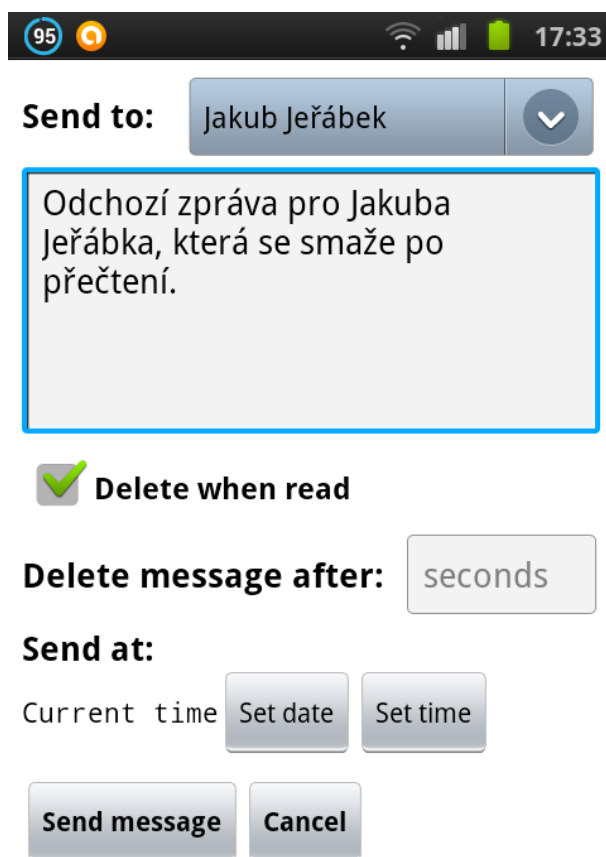 95 17:33
Send to: Jakub Jeřábek
Odchozí zpráva pro Jakuba
Jeřábka, která se smaže po
přečtení.
Delete when read
Delete message after: seconds
Send at:
Current time Set date Set time
Send message Cancel